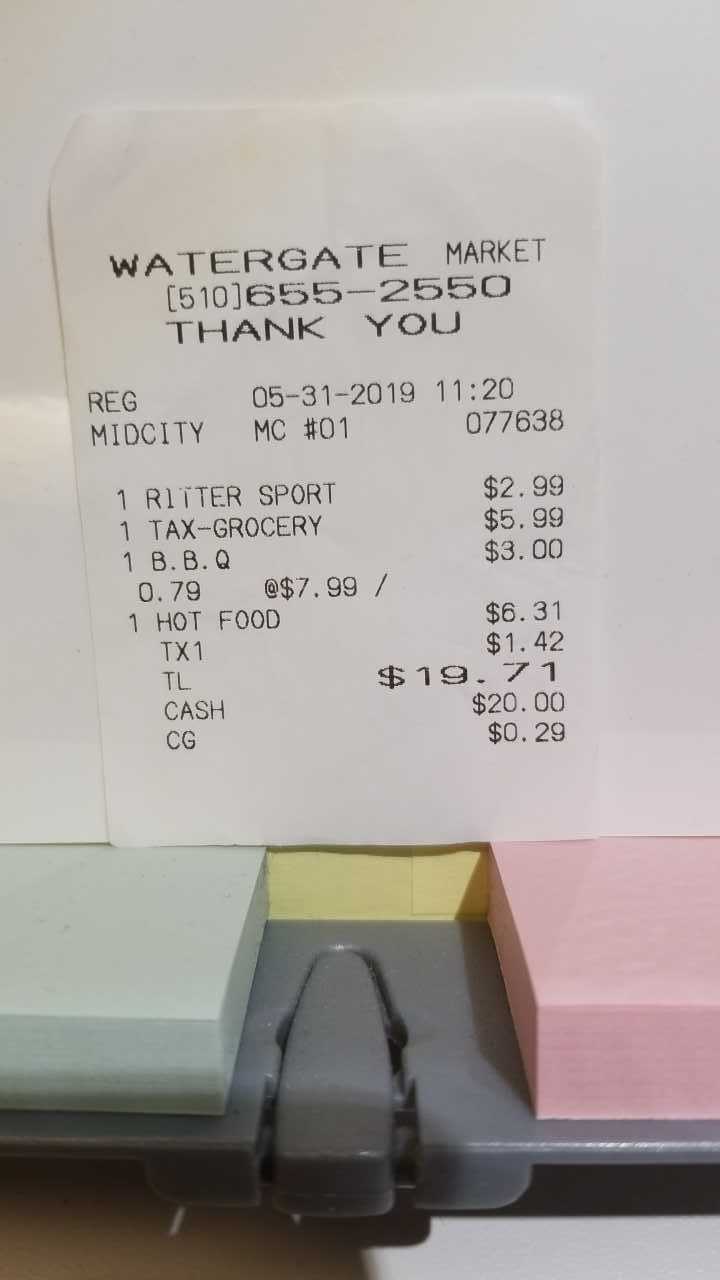 WATERGATE MARKET
[510]655-2550
THANK YOU
REG 05-31-2019 11:20
MIDCITY MC #01 077638
1 RITTER SPORT $2.99
1 TAX-GROCERY $5.99
1 B.B.Q $3.00
0.79 @$7.99 /
1 HOT FOOD $6.31
TX1 $1.42
TL $19.71
CASH $20.00
CG $0.29